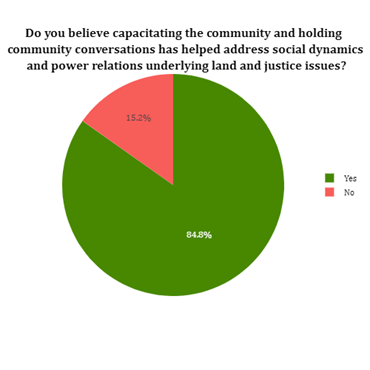 Do you believe capacitating the community and holding
community conversations has helped address social dynamics
and power relations underlying land and justice issues?
15.2%
Yes
No
84.8%